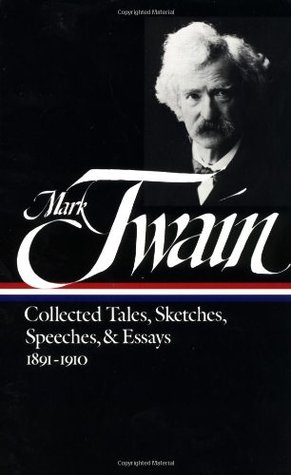 Mark
Twain
Collected Tales, Sketches,
Speeches, & Essays
1891-1910